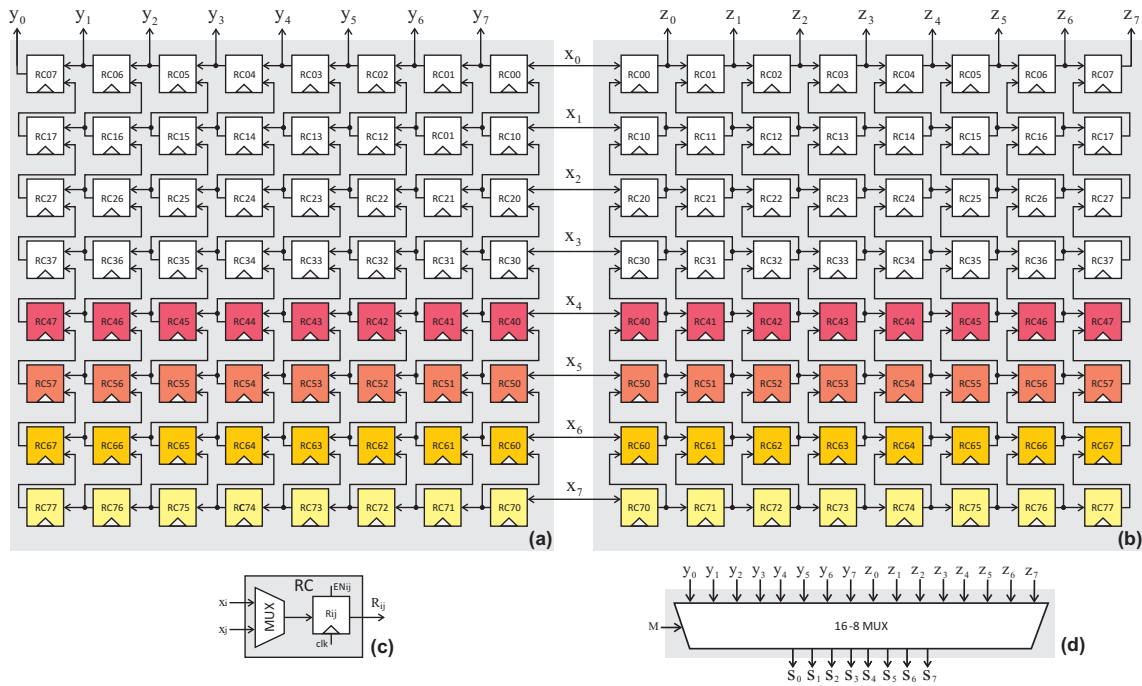 y0 y1 y2 y3 y4 y5 y6 y7 z0 z1 z2 z3 z4 z5 z6 z7
RC07 RC06 RC05 RC04 RC03 RC02 RC01 RC00 x0 RC00 RC01 RC02 RC03 RC04 RC05 RC06 RC07
RC17 RC16 RC15 RC14 RC13 RC12 RC01 RC10 x1 RC10 RC11 RC12 RC13 RC14 RC15 RC16 RC17
RC27 RC26 RC25 RC24 RC23 RC22 RC21 RC20 x2 RC20 RC21 RC22 RC23 RC24 RC25 RC26 RC27
RC37 RC36 RC35 RC34 RC33 RC32 RC31 RC30 x3 RC30 RC31 RC32 RC33 RC34 RC35 RC36 RC37
RC47 RC46 RC45 RC44 RC43 RC42 RC41 RC40 x4 RC40 RC41 RC42 RC43 RC44 RC45 RC46 RC47
RC57 RC56 RC55 RC54 RC53 RC52 RC51 RC50 x5 RC50 RC51 RC52 RC53 RC54 RC55 RC56 RC57
RC67 RC66 RC65 RC64 RC63 RC62 RC61 RC60 x6 RC60 RC61 RC62 RC63 RC64 RC65 RC66 RC67
RC77 RC76 RC75 RC74 RC73 RC72 RC71 RC70 x7 RC70 RC71 RC72 RC73 RC74 RC75 RC76 RC77
(a) (b)
RC
ENij
xi
xj
MUX
Rij
Rij
clk
(c)
y0 y1 y2 y3 y4 y5 y6 y7 z0 z1 z2 z3 z4 z5 z6 z7
M
16-8 MUX
(d)
S0 S1 S2 S3 S4 S5 S6 S7